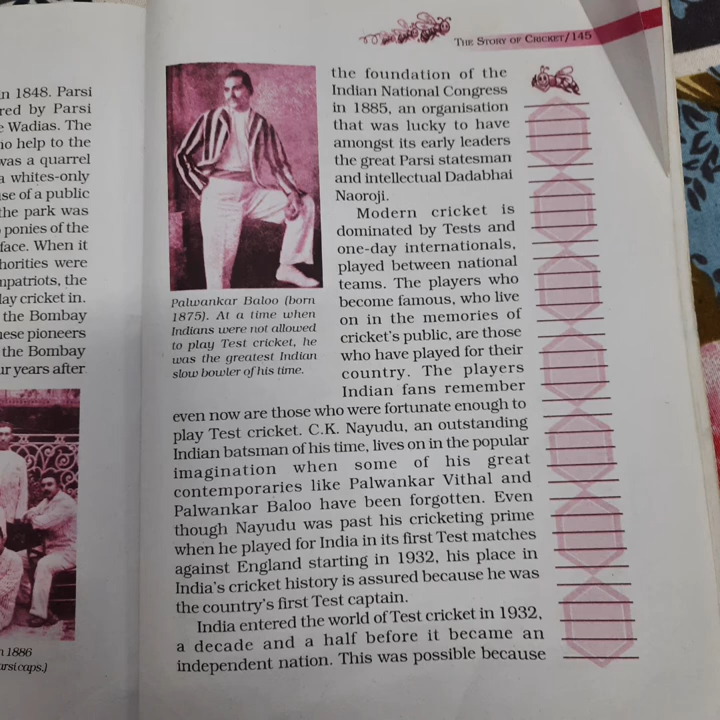 n 1848. Parsi
red by Parsi
Wadias. The
no help to the
was a quarrel
a whites-only
se of a public
the park was
ponies of the
face. When it
horities were
mpatriots, the
lay cricket in.
the Bombay
hese pioneers
the Bombay
ur years after
n 1886
arsi caps.)
THE STORY OF CRICKET/145
Palwankar Baloo (born
1875). At a time when
Indians were not allowed
to play Test cricket, he
was the greatest Indian
slow bowler of his time.
the foundation of the
Indian National Congress
in 1885, an organisation
that was lucky to have
amongst its early leaders
the great Parsi statesman
and intellectual Dadabhai
Naoroji.
Modern cricket is
dominated by Tests and
one-day internationals,
played between national
teams. The players who
become famous, who live
on in the memories of
cricket's public, are those
who have played for their
country. The players
Indian fans remember
even now are those who were fortunate enough to
play Test cricket. C.K. Nayudu, an outstanding
Indian batsman of his time, lives on in the popular
imagination when some of his great
contemporaries like Palwankar Vithal and
Palwankar Baloo have been forgotten. Even
though Nayudu was past his cricketing prime
when he played for India in its first Test matches
against England starting in 1932, his place in
India's cricket history is assured because he was
the country's first Test captain.
India entered the world of Test cricket in 1932,
a decade and a half before it became an
independent nation. This was possible because